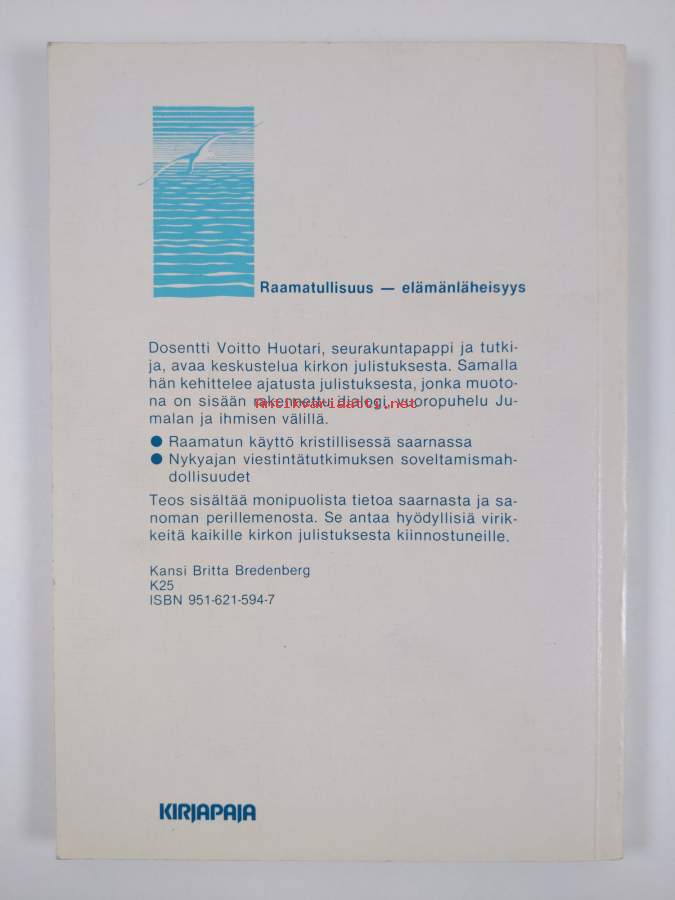 Raamatullisuus — elämänläheisyys
Dosentti Voitto Huotari, seurakuntapappi ja tutki-
ja, avaa keskustelua kirkon julistuksesta. Samalla
hän kehittelee ajatusta julistuksesta, jonka muoto-
na on sisään rakennettu dialogi, vuoropuhelu Ju-
Antikvariaatti.net
malan ja ihmisen välillä.
● Raamatun käyttö kristillisessä saarnassa
● Nykyajan viestintätutkimuksen soveltamismah-
dollisuudet
Teos sisältää monipuolista tietoa saarnasta ja sa-
noman perillemenosta. Se antaa hyödyllisiä virik-
keitä kaikille kirkon julistuksesta kiinnostuneille.
Kansi Britta Bredenberg
K25
ISBN 951-621-594-7
KIRJAPAJA